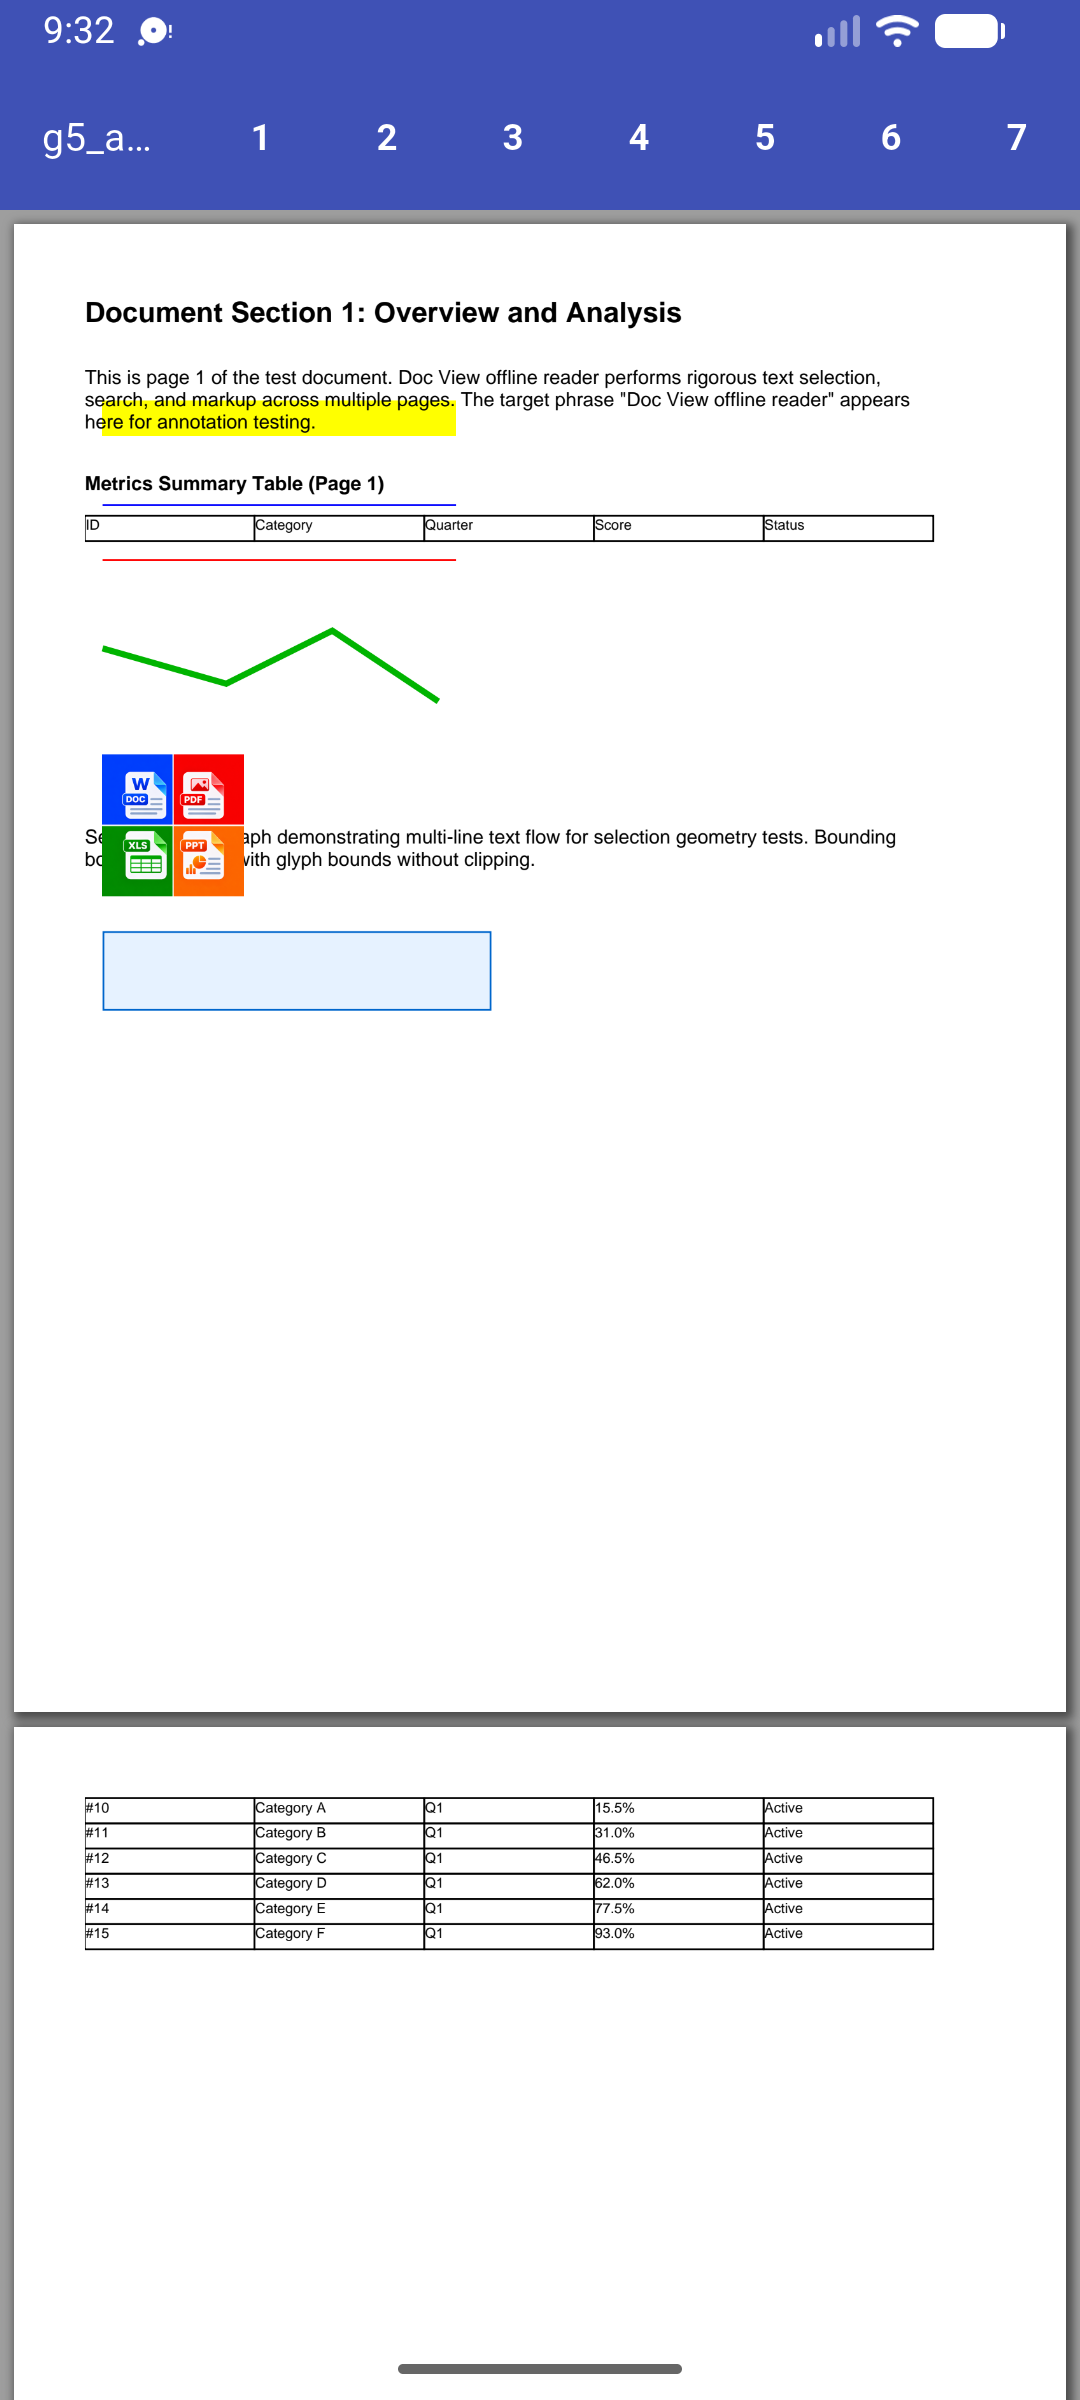 9:32
g5_a... 1 2 3 4 5 6 7
Document Section 1: Overview and Analysis
This is page 1 of the test document. Doc View offline reader performs rigorous text selection,
search, and markup across multiple pages. The target phrase "Doc View offline reader" appears
here for annotation testing.
Metrics Summary Table (Page 1)
ID Category Quarter Score Status
W
DOC PDF
XLS PPT
demonstrating multi-line text flow for selection geometry tests. Bounding
glyph bounds without clipping.
#10 Category A Q1 15.5% Active
#11 Category B Q1 31.0% Active
#12 Category C Q1 46.5% Active
#13 Category D Q1 62.0% Active
#14 Category E Q1 77.5% Active
#15 Category F Q1 93.0% Active